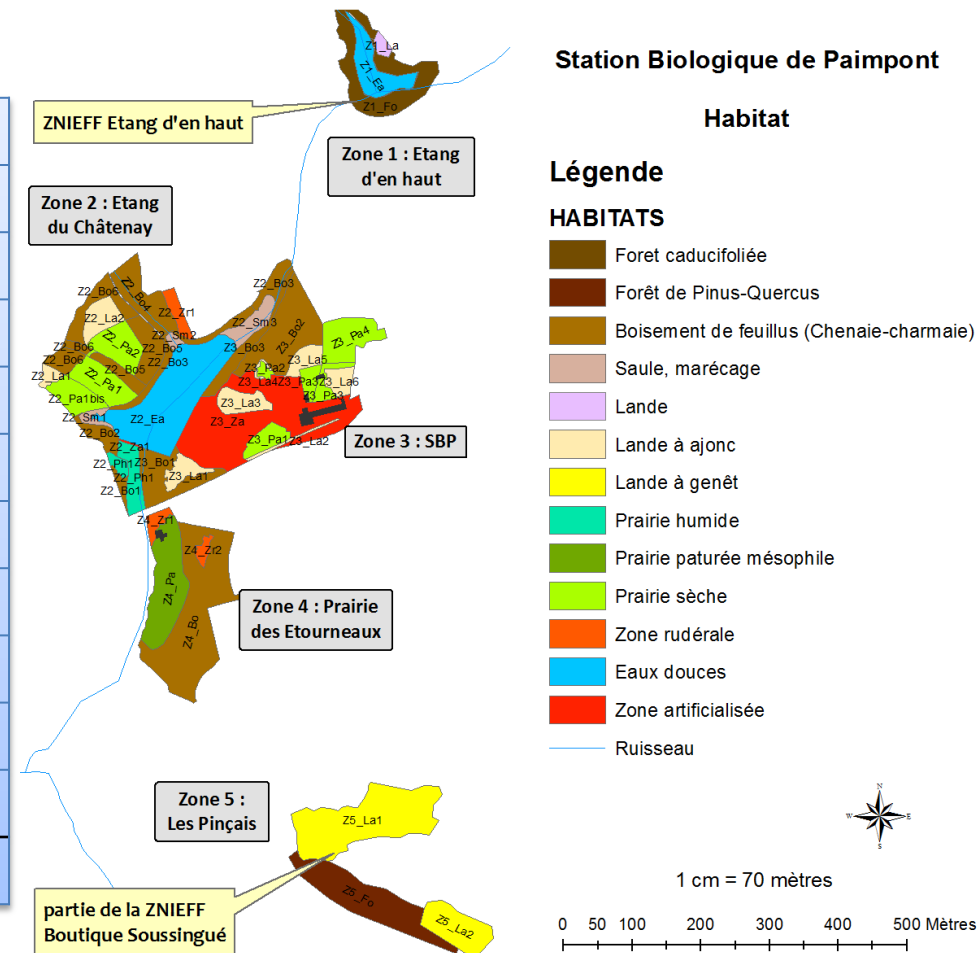 Station Biologique de Paimpont
Habitat
Légende
HABITATS
Foret caducifoliée
Forêt de Pinus-Quercus
Boisement de feuillus (Chenaie-charmaie)
Saule, marécage
Lande
Lande à ajonc
Lande à genêt
Prairie humide
Prairie paturée mésophile
Prairie sèche
Zone rudérale
Eaux douces
Zone artificialisée
Ruisseau
N
W E
S
1 cm = 70 mètres
0 50 100 200 300 400 500 Mètres
ZNIEFF Etang d'en haut
Zone 1 : Etang
d'en haut
Z1_La
Z1_Ea
Z1_Fo
Zone 2 : Etang
du Châtenay
Z2_Bo6
Z2_Bo4
Z2_Zr1
Z2_La2
Z2_Sm2
Z2_Pa2
Z2_Bo5
Z2_Bo3
Z2_Bo6
Z2_Bo6
Z2_Bo5
Z2_La1
Z2_Pa1
Z2_Pa1bis
Z2_Sm1
Z2_Ea
Z2_Bo2
Z2_Za1
Z2_Ph1
Z2_Ph1
Z2_Bo1
Z2_Bo3
Z2_Sm3
Z3_Bo3
Z3_Bo2
Z3_Pa4
Z3_La5
Z3_Pa2
Z3_La4
Z3_Pa3
Z3_La6
Z3_Pa3
Z3_La3
Z3_Za
Z3_Pa1
Z3_La2
Z3_Bo1
Z3_La1
Zone 3 : SBP
Z4_Zr1
Z4_Zr2
Z4_Pa
Z4_Bo
Zone 4 : Prairie
des Etourneaux
Zone 5 :
Les Pinçais
Z5_La1
Z5_Fo
Z5_La2
partie de la ZNIEFF
Boutique Soussingué